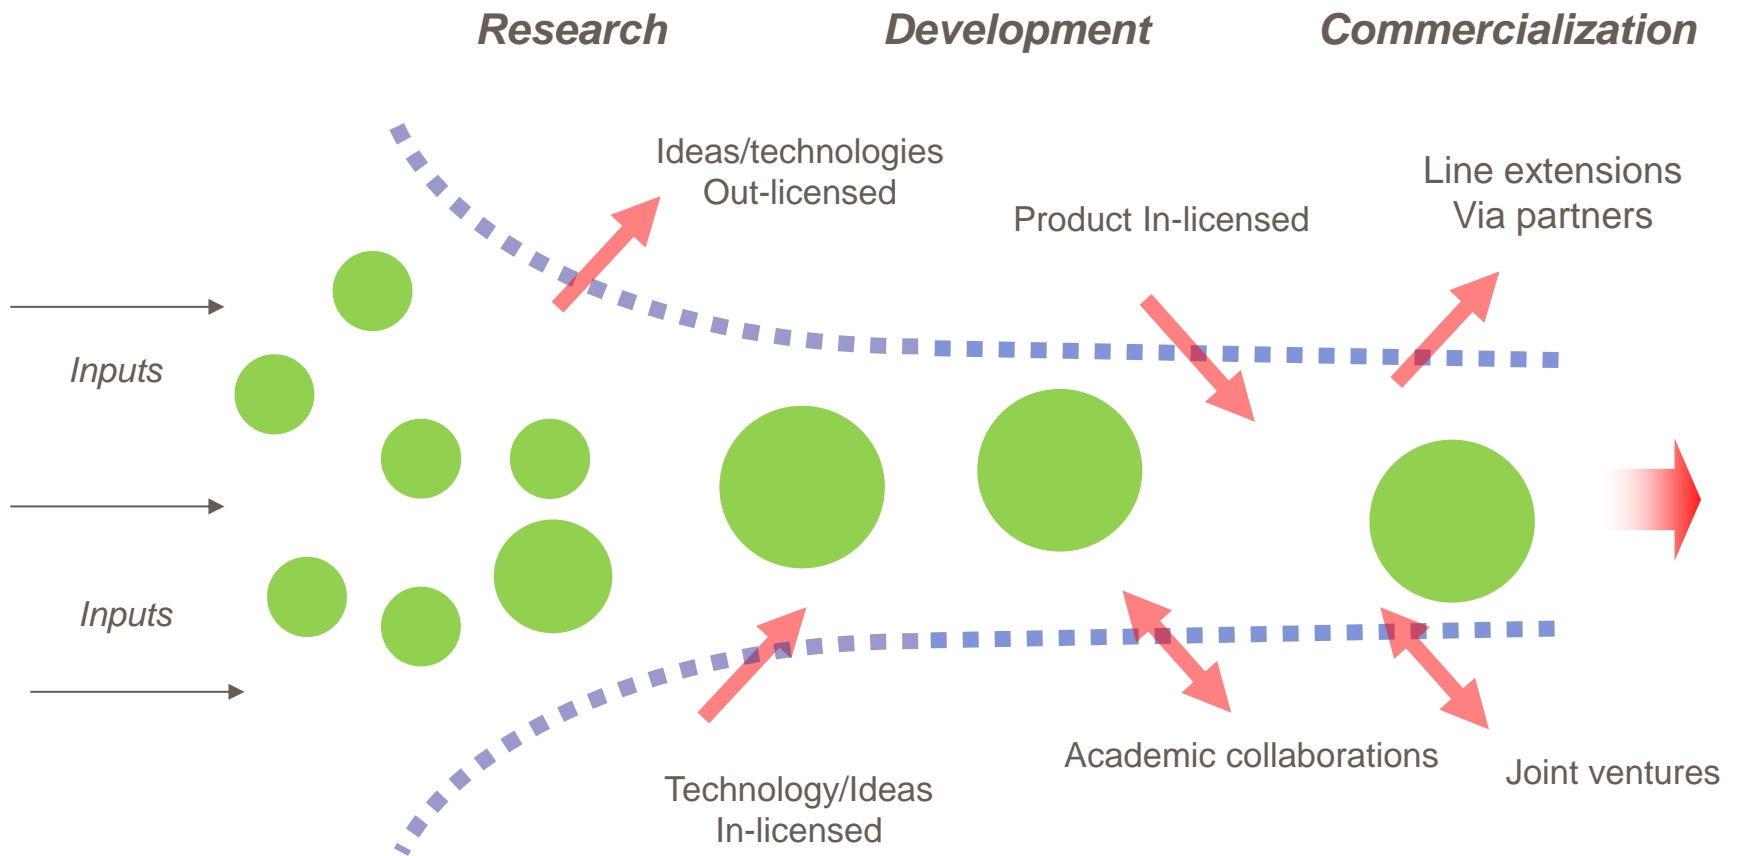 Research
Development
Commercialization
Ideas/technologies
Out-licensed
Product In-licensed
Line extensions
Via partners
Inputs
Inputs
Technology/Ideas
In-licensed
Academic collaborations
Joint ventures